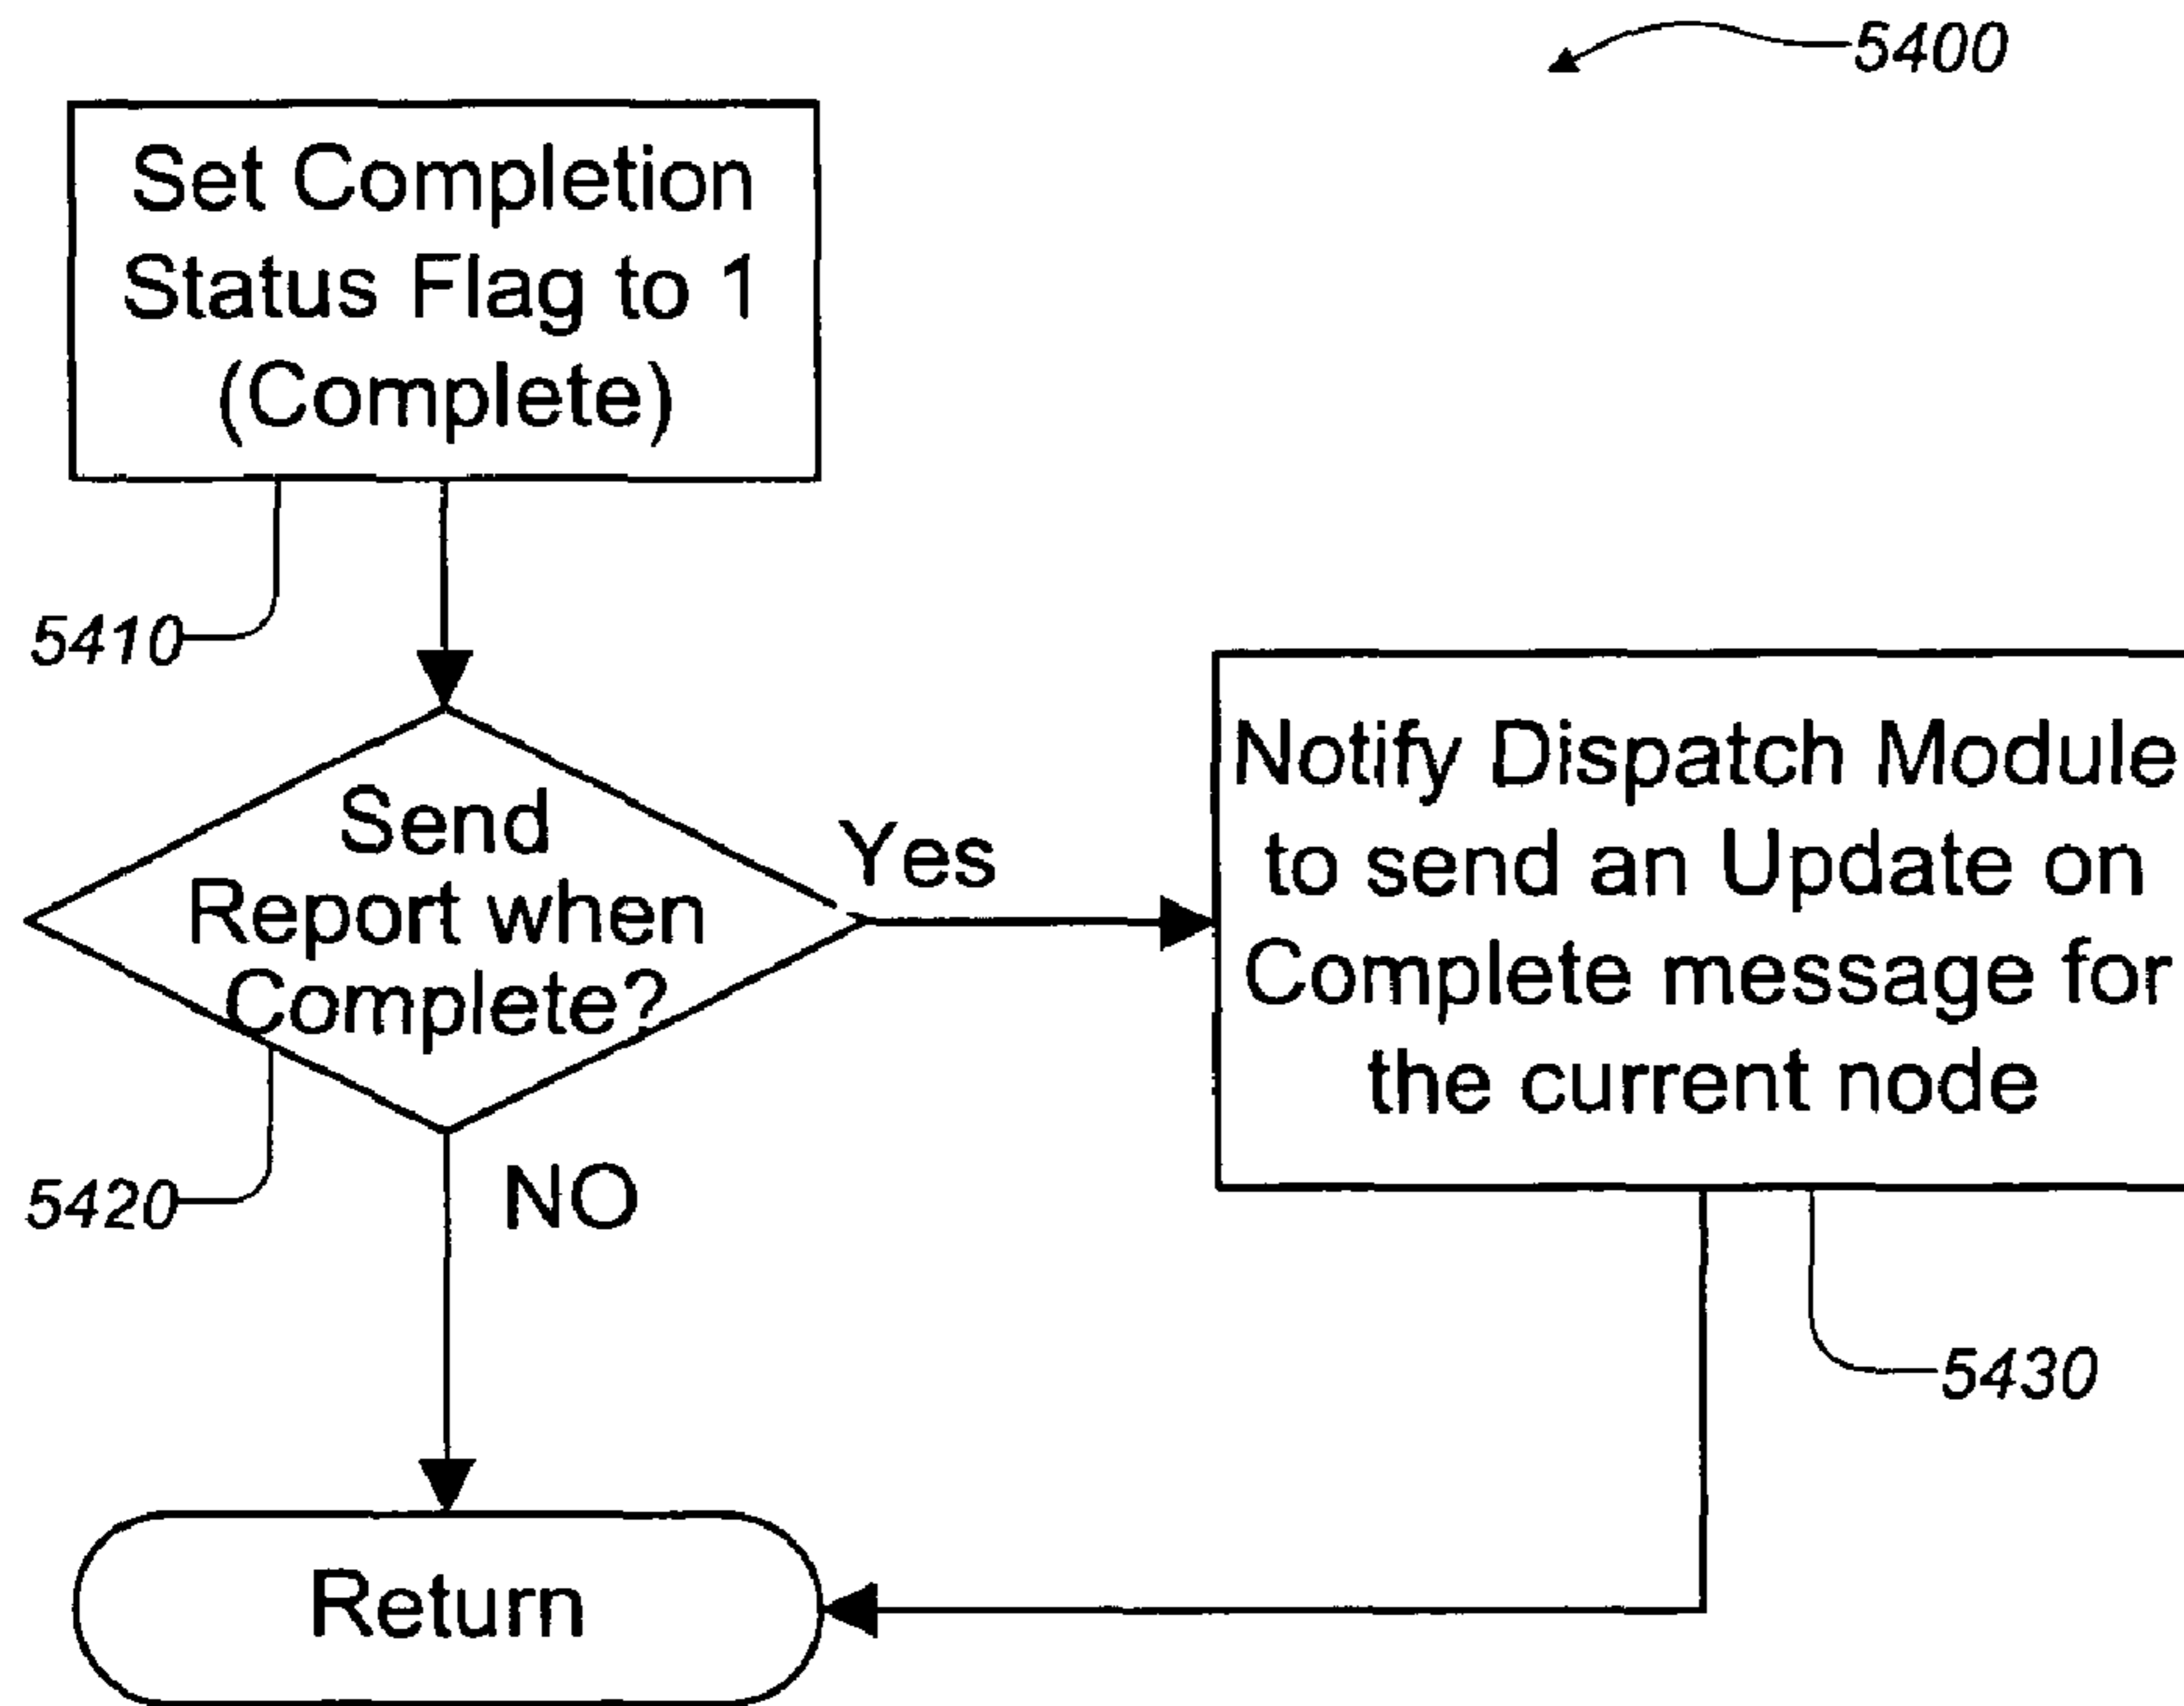 5400
Set Completion
Status Flag to 1
(Complete)
5410
Send
Report when
Complete?
Yes
Notify Dispatch Module
to send an Update on
Complete message for
the current node
5420
NO
5430
Return